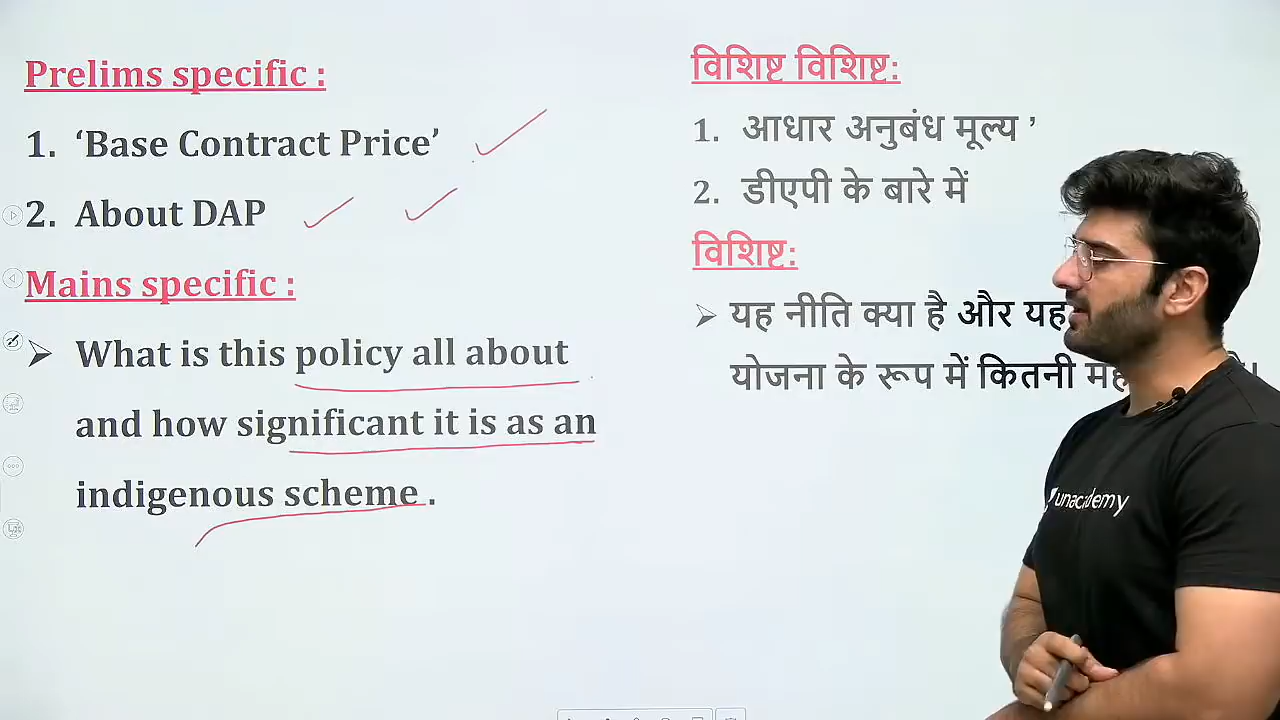 Prelims specific :
1. ‘Base Contract Price’
2. About DAP
Mains specific :
➢ What is this policy all about
and how significant it is as an
indigenous scheme .
विशिष्ट विशिष्ट:
1. आधार अनुबंध मूल्य ’
2. डीएपी के बारे में
विशिष्ट:
➢ यह नीति क्या है और यह
योजना के रूप में कितनी
unacademy